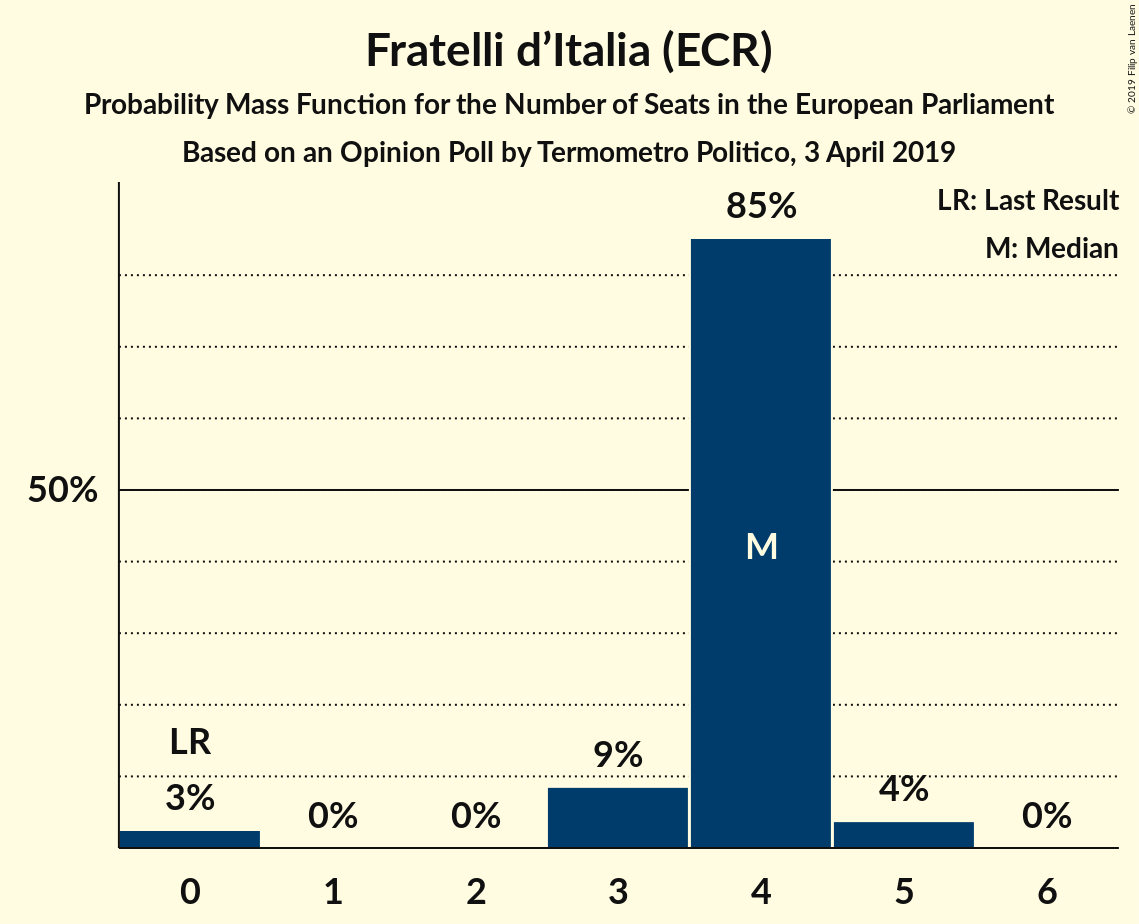 Fratelli d’Italia (ECR)
Probability Mass Function for the Number of Seats in the European Parliament
Based on an Opinion Poll by Termometro Politico, 3 April 2019
© 2019 Filip van Laenen
LR: Last Result
M: Median
85%
50%
M
LR
3%
0%
0%
9%
4%
0%
0 1 2 3 4 5 6